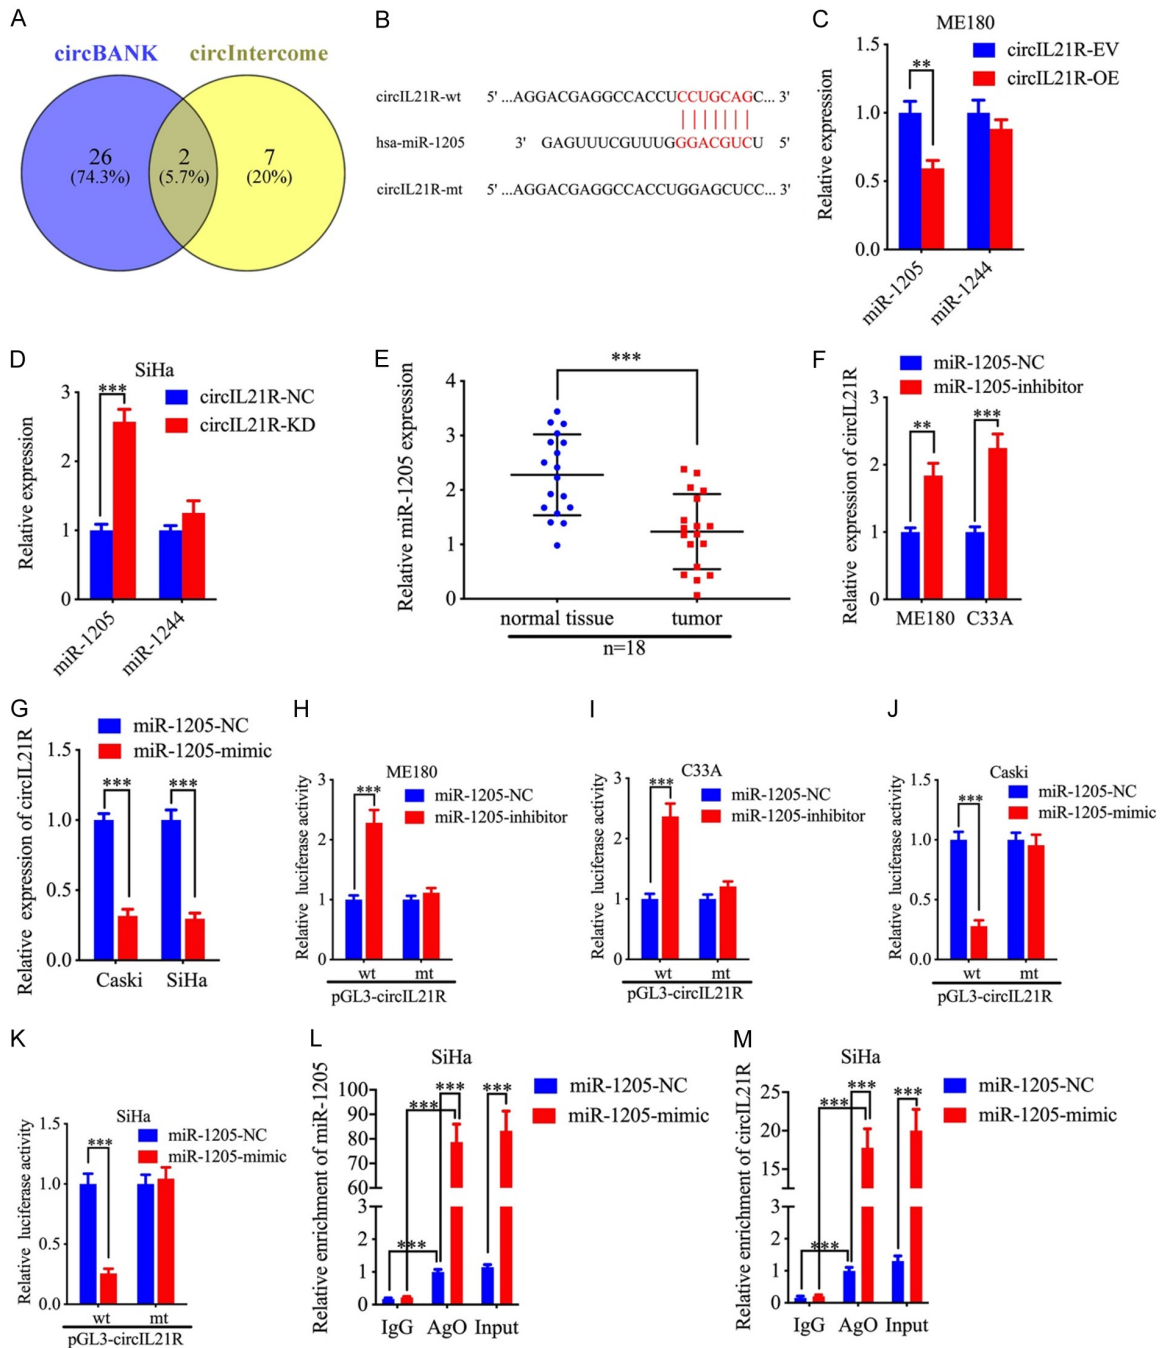 A
circBANK circIntercome
26
(74.3%)
2
(5.7%)
7
(20%)
B
circIL21R-wt 5' ...AGGACGAGGCCACCUCCUGCAGC... 3'
hsa-miR-1205 3' GAGUUUCGUUUGGGACGUCU 5'
circIL21R-mt 5' ...AGGACGAGGCCACCUGGAGCUCC... 3'
C
ME180
circIL21R-EV
circIL21R-OE
Relative expression
1.5
1.0
0.5
0.0
**
miR-1205
miR-1244
D
SiHa
circIL21R-NC
circIL21R-KD
Relative expression
3
2
1
0
***
miR-1205
miR-1244
E
Relative miR-1205 expression
4
3
2
1
0
***
normal tissue tumor
n=18
F
miR-1205-NC
miR-1205-inhibitor
Relative expression of circIL21R
3
2
1
0
** ***
ME180 C33A
G
miR-1205-NC
miR-1205-mimic
Relative expression of circIL21R
1.5
1.0
0.5
0.0
*** ***
Caski SiHa
H
ME180
miR-1205-NC
miR-1205-inhibitor
Relative luciferase activity
3
2
1
0
***
wt mt
pGL3-circIL21R
I
C33A
miR-1205-NC
miR-1205-inhibitor
Relative luciferase activity
3
2
1
0
***
wt mt
pGL3-circIL21R
J
Caski
miR-1205-NC
miR-1205-mimic
Relative luciferase activity
1.5
1.0
0.5
0.0
***
wt mt
pGL3-circIL21R
K
SiHa
miR-1205-NC
miR-1205-mimic
Relative luciferase activity
1.5
1.0
0.5
0.0
***
wt mt
pGL3-circIL21R
L
SiHa
miR-1205-NC
miR-1205-mimic
Relative enrichment of miR-1205
100
90
80
70
60
3
2
1
0
*** *** *** ***
IgG AgO Input
M
SiHa
miR-1205-NC
miR-1205-mimic
Relative enrichment of circIL21R
25
20
15
3
2
1
0
*** *** *** ***
IgG AgO Input